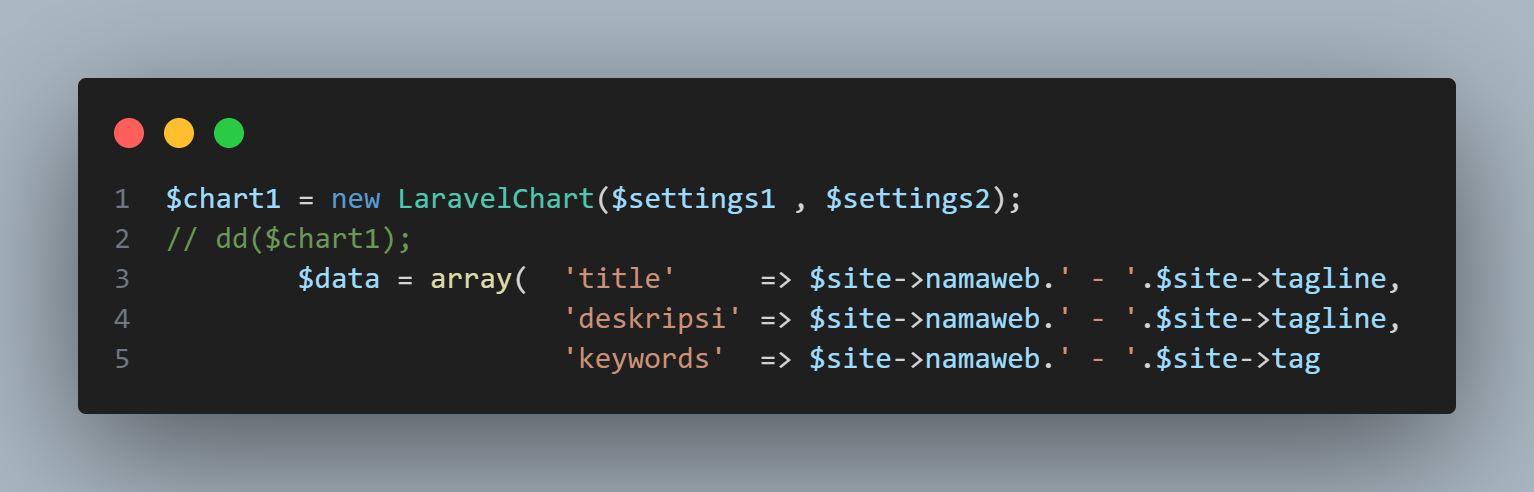 1 $chart1 = new LaravelChart($settings1 , $settings2);
2 // dd($chart1);
3         $data = array(  'title'     => $site->namaweb.' - '.$site->tagline,
4                         'deskripsi' => $site->namaweb.' - '.$site->tagline,
5                         'keywords'  => $site->namaweb.' - '.$site->tag